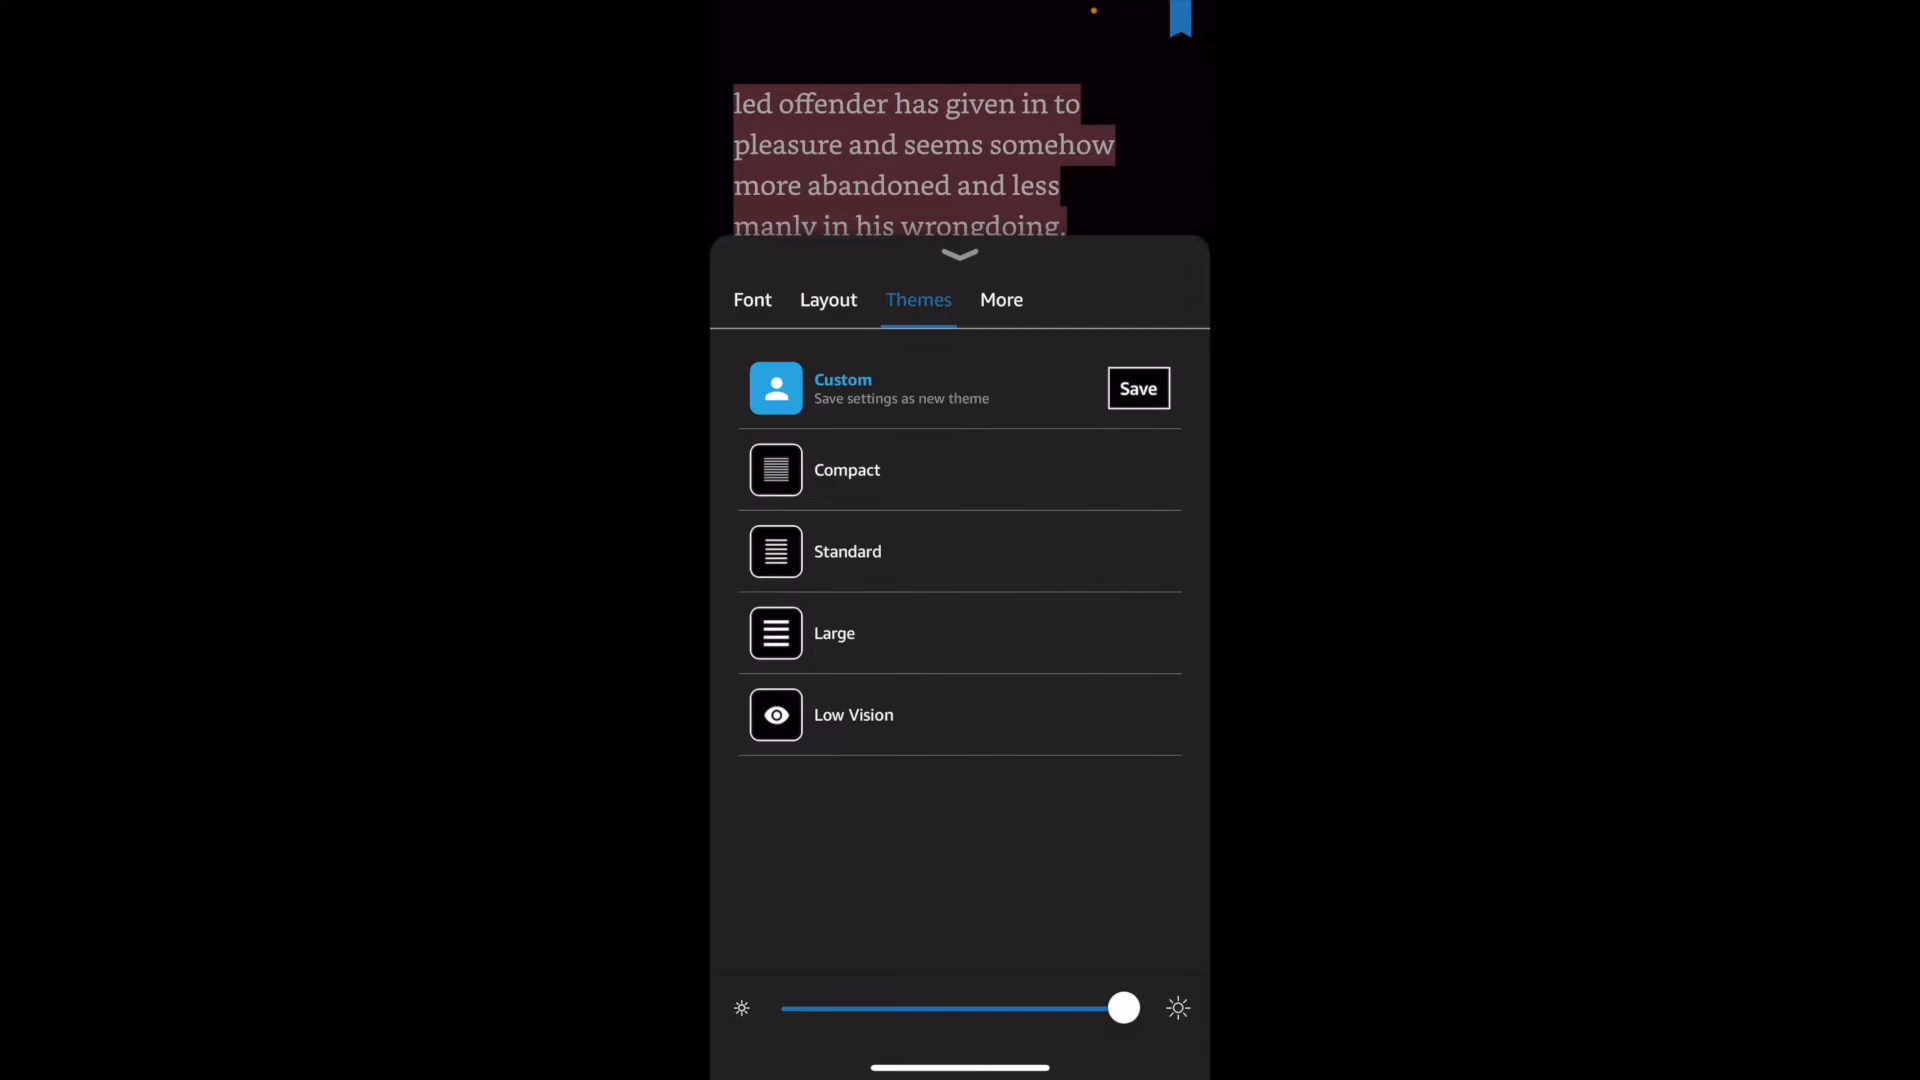 led offender has given in to
pleasure and seems somehow
more abandoned and less
manly in his wrongdoing.
Font Layout Themes More
Custom
Save settings as new theme
Save
Compact
Standard
Large
Low Vision